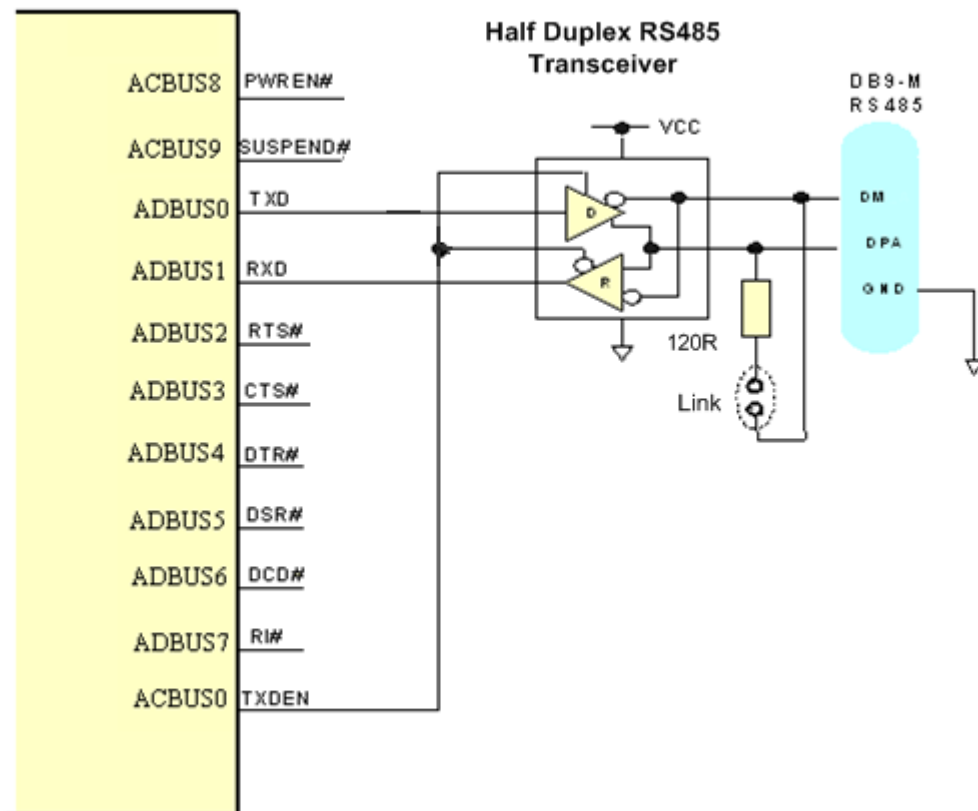 Half Duplex RS485
Transceiver
DB9-M
RS485
VCC
ACBUS8 PWREN#
ACBUS9 SUSPEND#
ADBUS0 TXD
D
DM
DPA
ADBUS1 RXD
R
GND
ADBUS2 RTS#
120R
ADBUS3 CTS#
Link
ADBUS4 DTR#
ADBUS5 DSR#
ADBUS6 DCD#
ADBUS7 RI#
ACBUS0 TXDEN